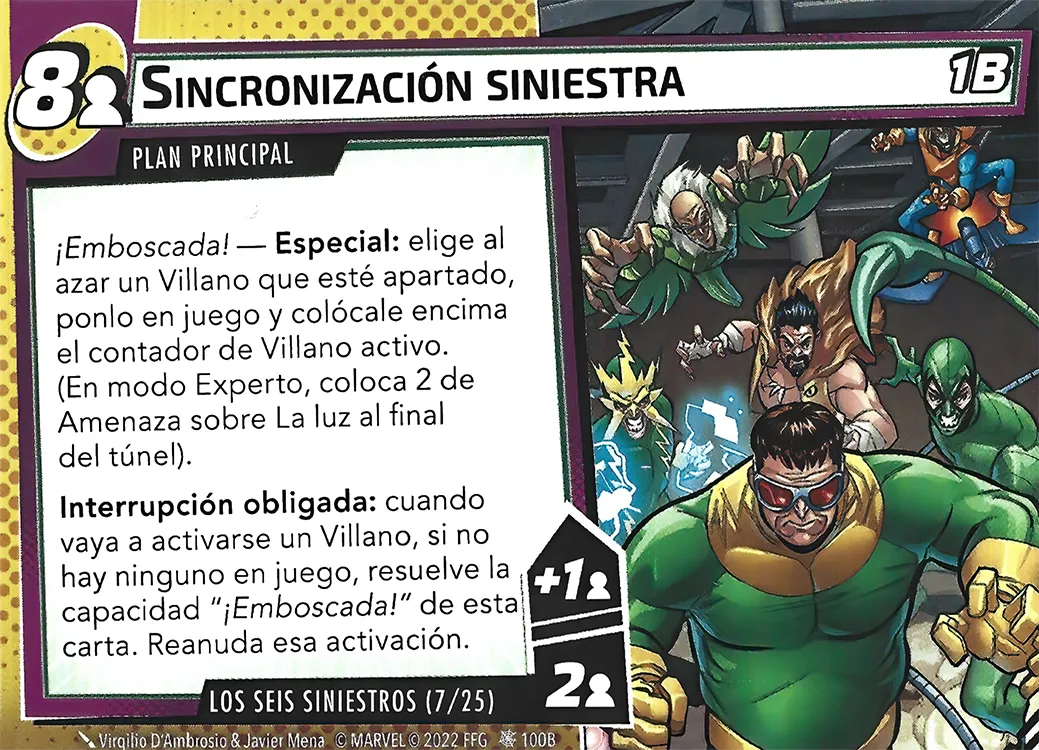 8
SINCRONIZACIÓN SINIESTRA
1B
PLAN PRINCIPAL
¡Emboscada! — Especial: elige al
azar un Villano que esté apartado,
ponlo en juego y colócale encima
el contador de Villano activo.
(En modo Experto, coloca 2 de
Amenaza sobre La luz al final
del túnel).
Interrupción obligada: cuando
vaya a activarse un Villano, si no
hay ninguno en juego, resuelve la
capacidad "¡Emboscada!" de esta
carta. Reanuda esa activación.
+1
2
LOS SEIS SINIESTROS (7/25)
Virgilio D'Ambrosio & Javier Mena © MARVEL © 2022 FFG 100B